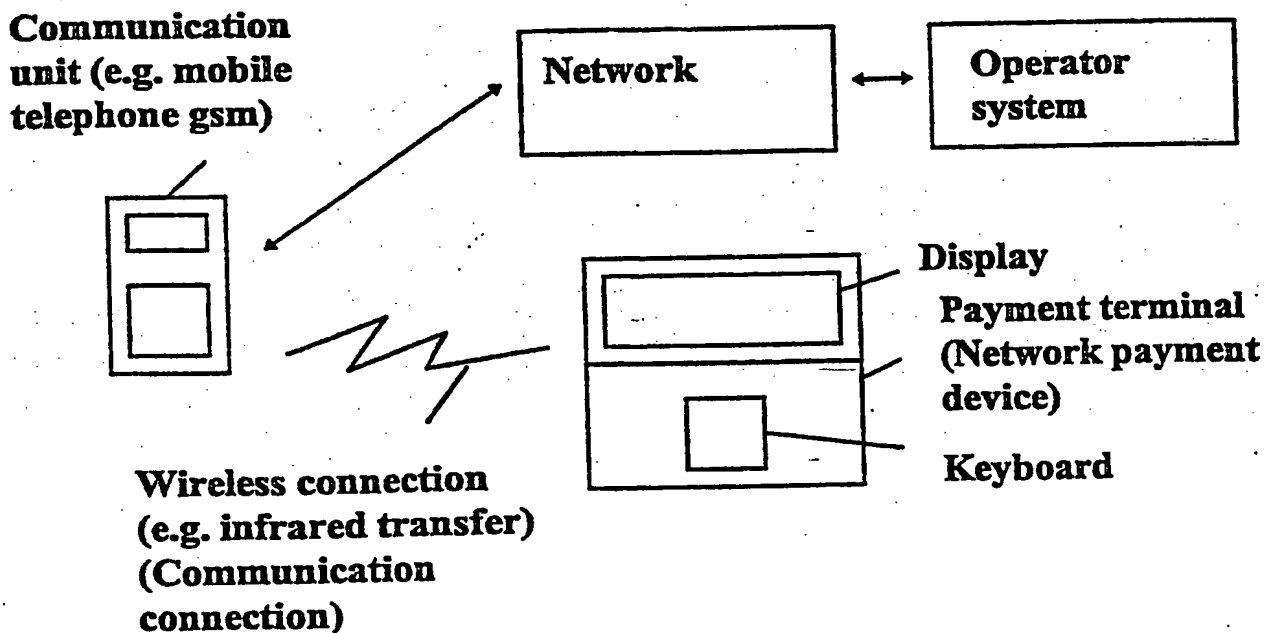 Communication
unit (e.g. mobile
telephone gsm)
Network
Operator
system
Display
Payment terminal
(Network payment
device)
Keyboard
Wireless connection
(e.g. infrared transfer)
(Communication
connection)